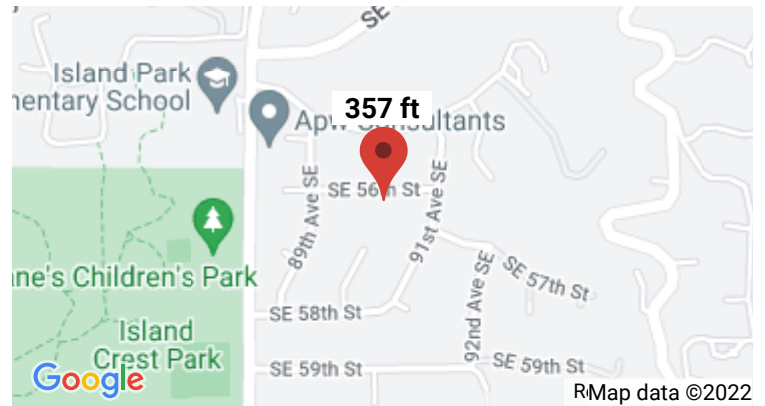 SE
Island Park
mentary School
357 ft
Apw Consultants
SE 56th St
89th Ave SE
91st Ave SE
ne's Children's Park
SE 57th St
92nd Ave SE
SE 58th St
Island
Crest Park
SE 59th St
SE 59th St
Google
Map data ©2022